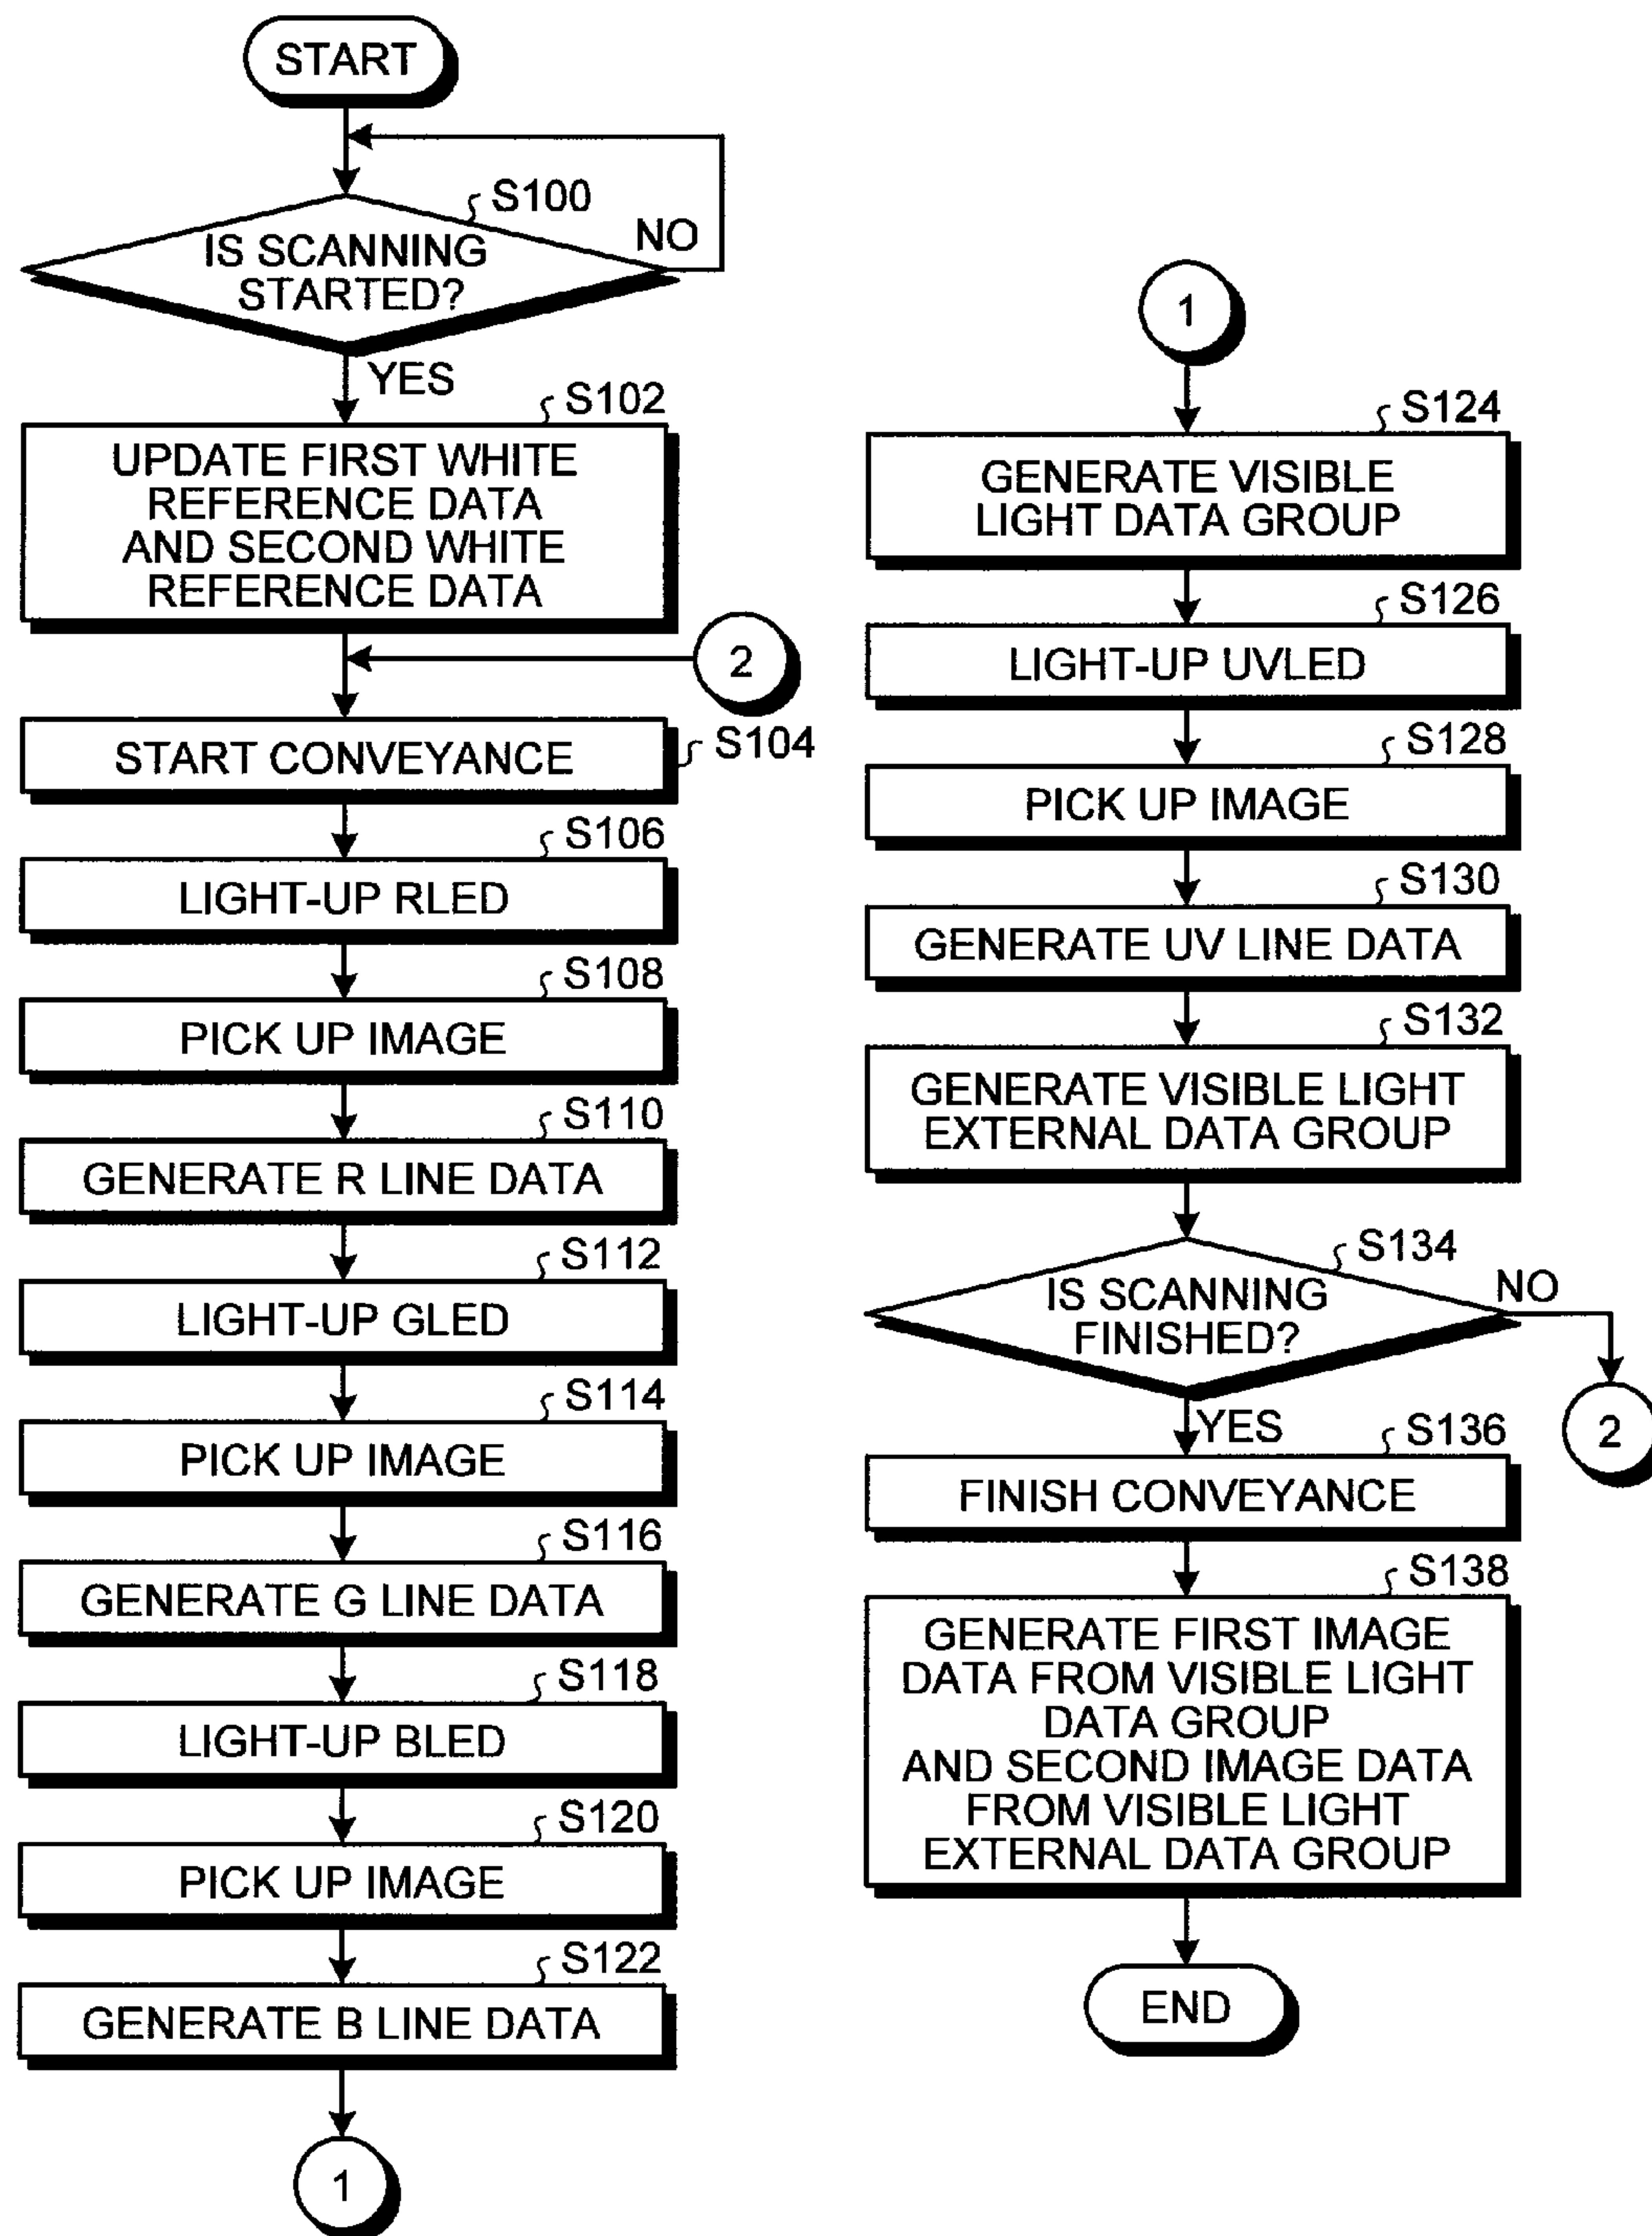 START
S100
IS SCANNING
STARTED?
NO
YES
S102
UPDATE FIRST WHITE
REFERENCE DATA
AND SECOND WHITE
REFERENCE DATA
2
START CONVEYANCE
S104
S106
LIGHT-UP RLED
S108
PICK UP IMAGE
S110
GENERATE R LINE DATA
S112
LIGHT-UP GLED
S114
PICK UP IMAGE
S116
GENERATE G LINE DATA
S118
LIGHT-UP BLED
S120
PICK UP IMAGE
S122
GENERATE B LINE DATA
1
1
S124
GENERATE VISIBLE
LIGHT DATA GROUP
S126
LIGHT-UP UVLED
S128
PICK UP IMAGE
S130
GENERATE UV LINE DATA
S132
GENERATE VISIBLE LIGHT
EXTERNAL DATA GROUP
S134
IS SCANNING
FINISHED?
NO
2
YES
S136
FINISH CONVEYANCE
S138
GENERATE FIRST IMAGE
DATA FROM VISIBLE LIGHT
DATA GROUP
AND SECOND IMAGE DATA
FROM VISIBLE LIGHT
EXTERNAL DATA GROUP
END